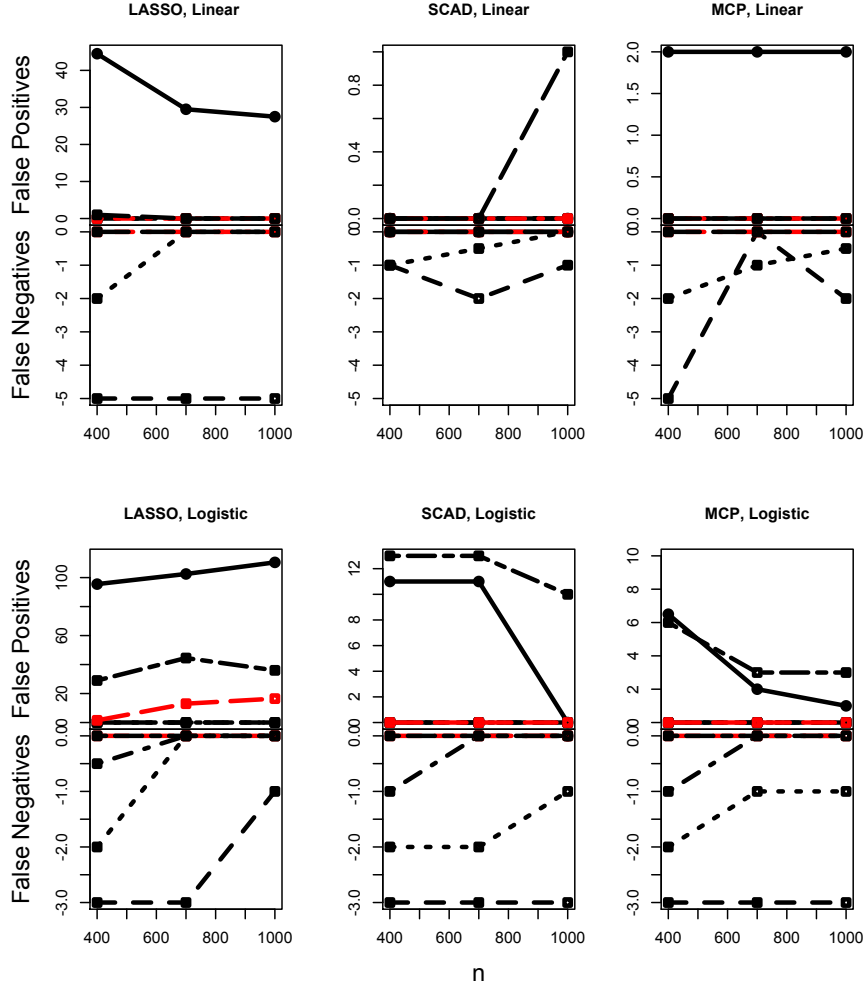 LASSO, Linear
SCAD, Linear
MCP, Linear
False Positives
0 10 20 30 40
0.0 0.4 0.8
0.0 0.5 1.0 1.5 2.0
False Negatives
-5 -4 -3 -2 -1 0
-5 -4 -3 -2 -1 0
-5 -4 -3 -2 -1 0
400 600 800 1000
400 600 800 1000
400 600 800 1000
LASSO, Logistic
SCAD, Logistic
MCP, Logistic
False Positives
0 20 60 100
0 2 4 6 8 12
0 2 4 6 8 10
False Negatives
-3.0 -2.0 -1.0 0.0
-3.0 -2.0 -1.0 0.0
-3.0 -2.0 -1.0 0.0
400 600 800 1000
400 600 800 1000
400 600 800 1000
n